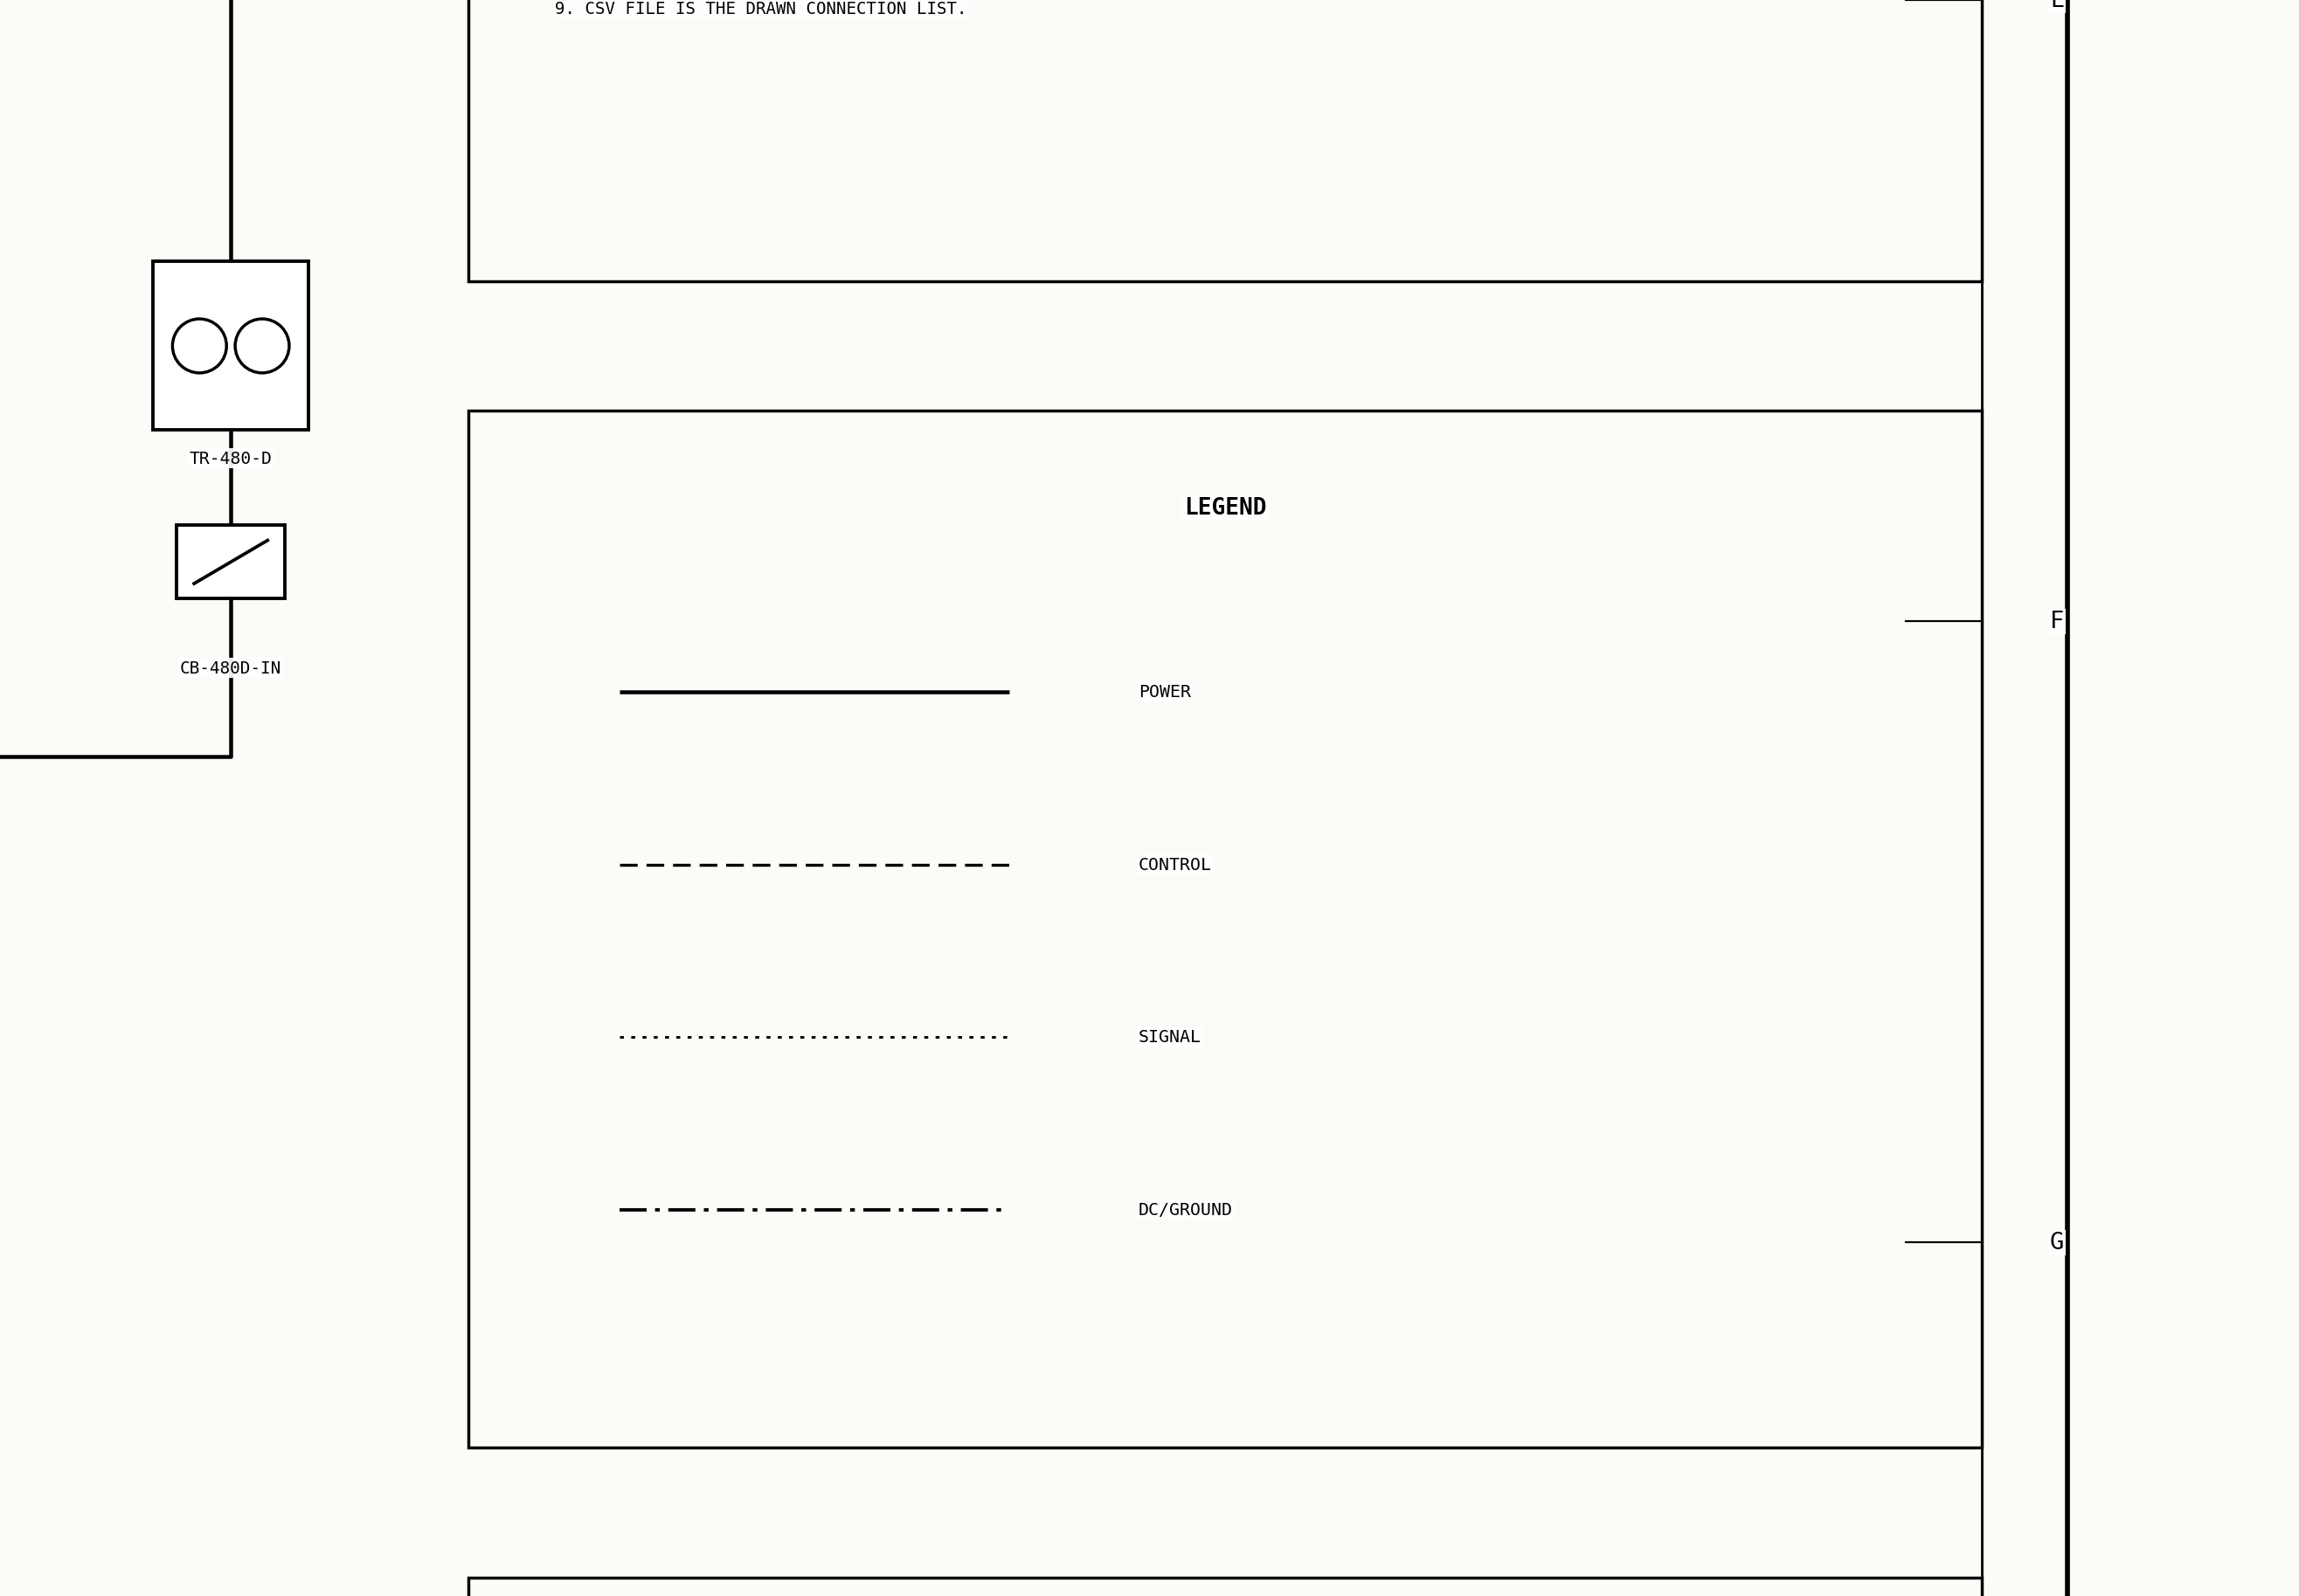 9. CSV FILE IS THE DRAWN CONNECTION LIST.
TR-480-D
CB-480D-IN
LEGEND
POWER
CONTROL
SIGNAL
DC/GROUND
F
G